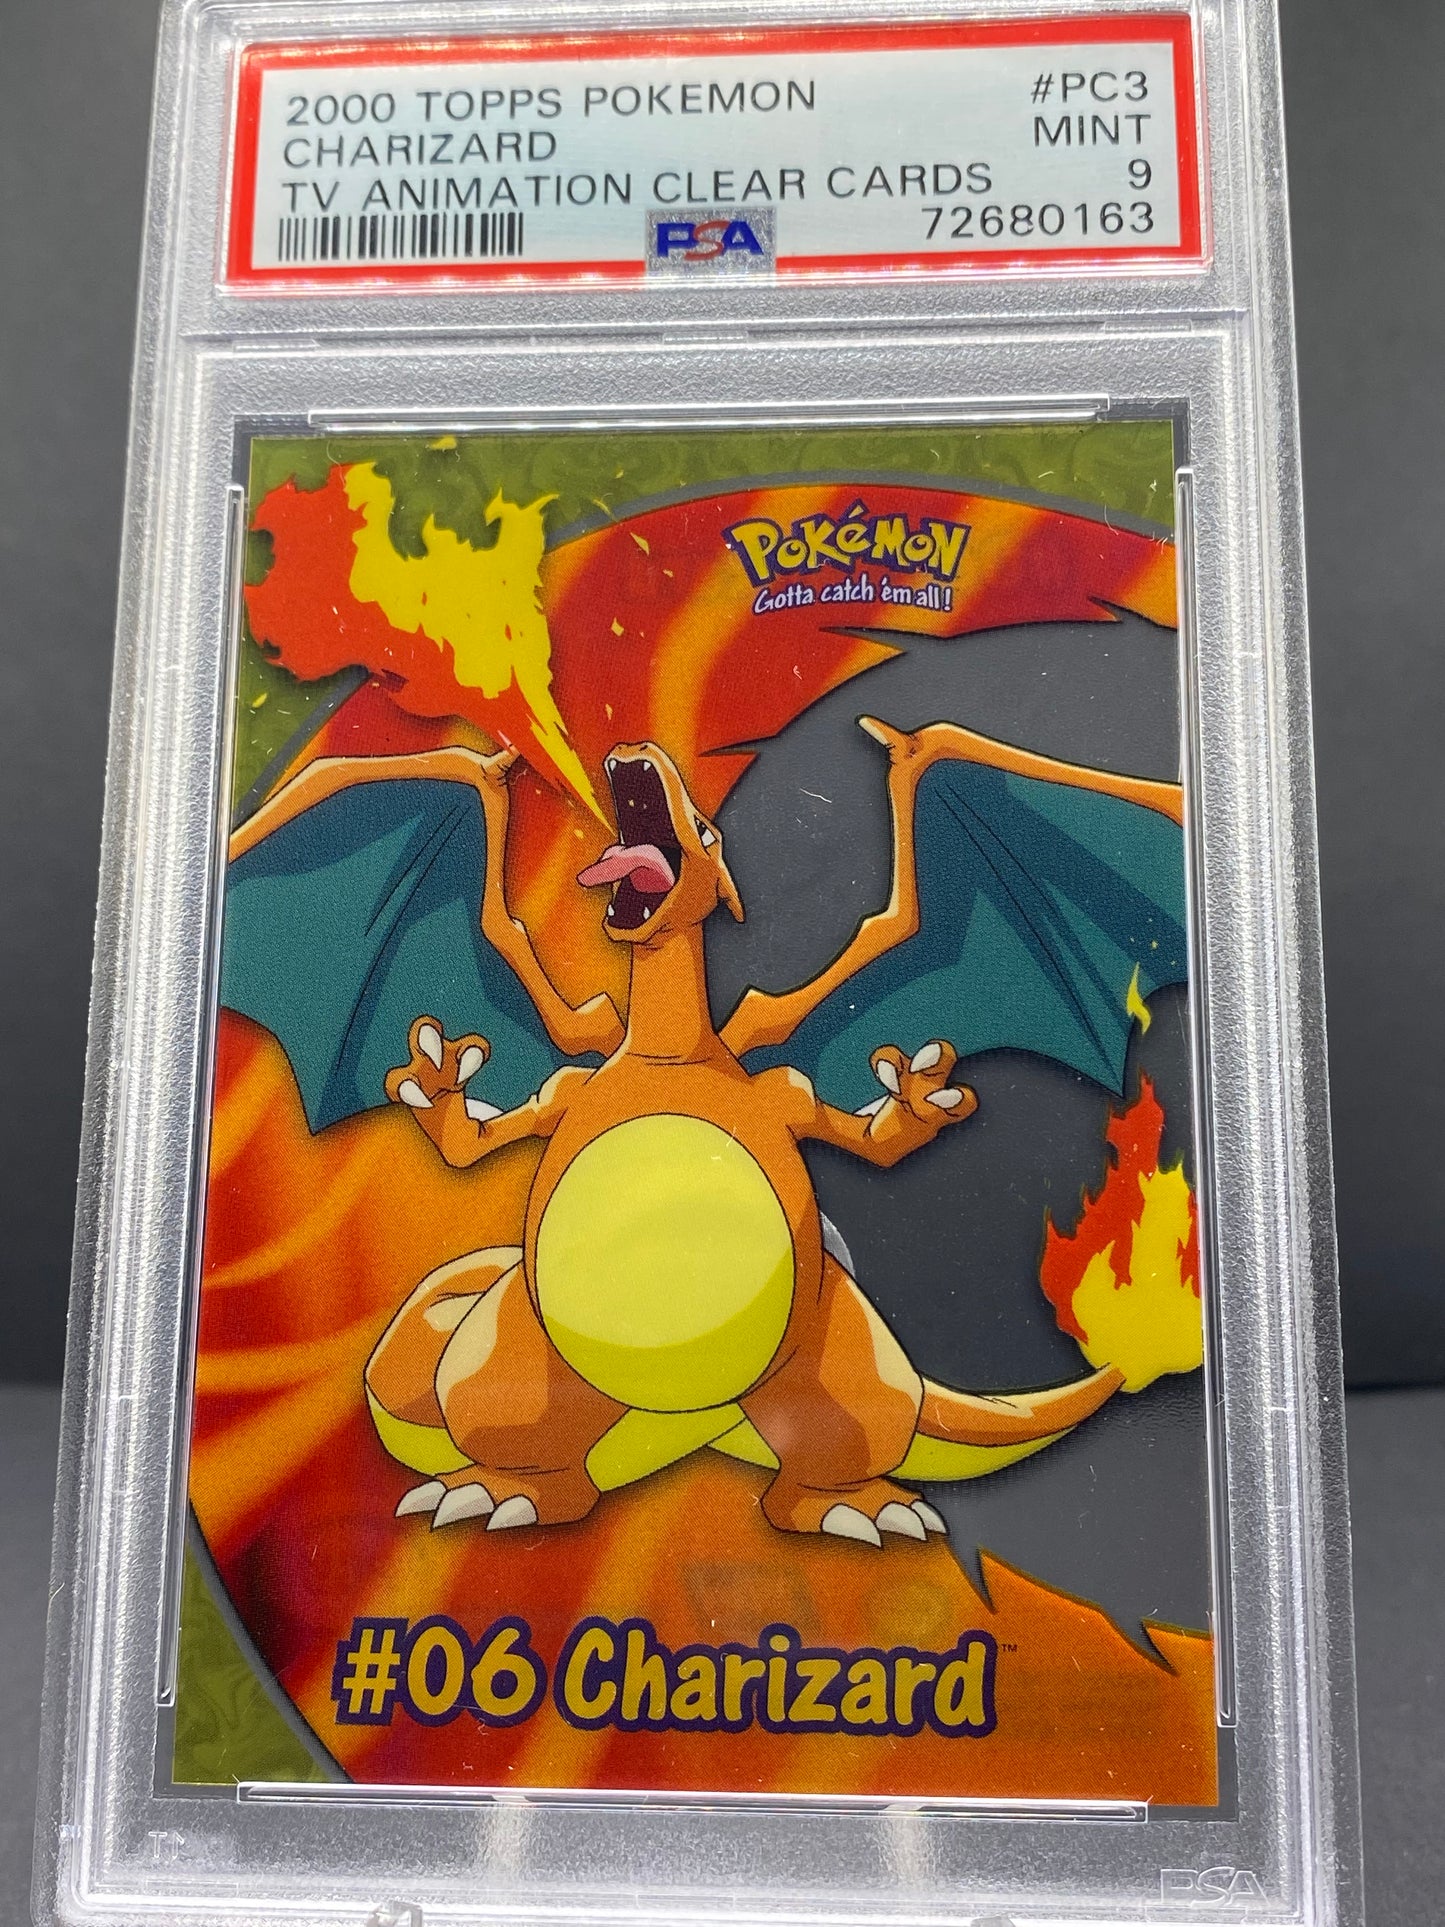 2000 TOPPS POKEMON #PC3
CHARIZARD MINT
TV ANIMATION CLEAR CARDS 9
PSA 72680163
POKéMON
Gotta catch 'em all!
#06 Charizard™
PSA